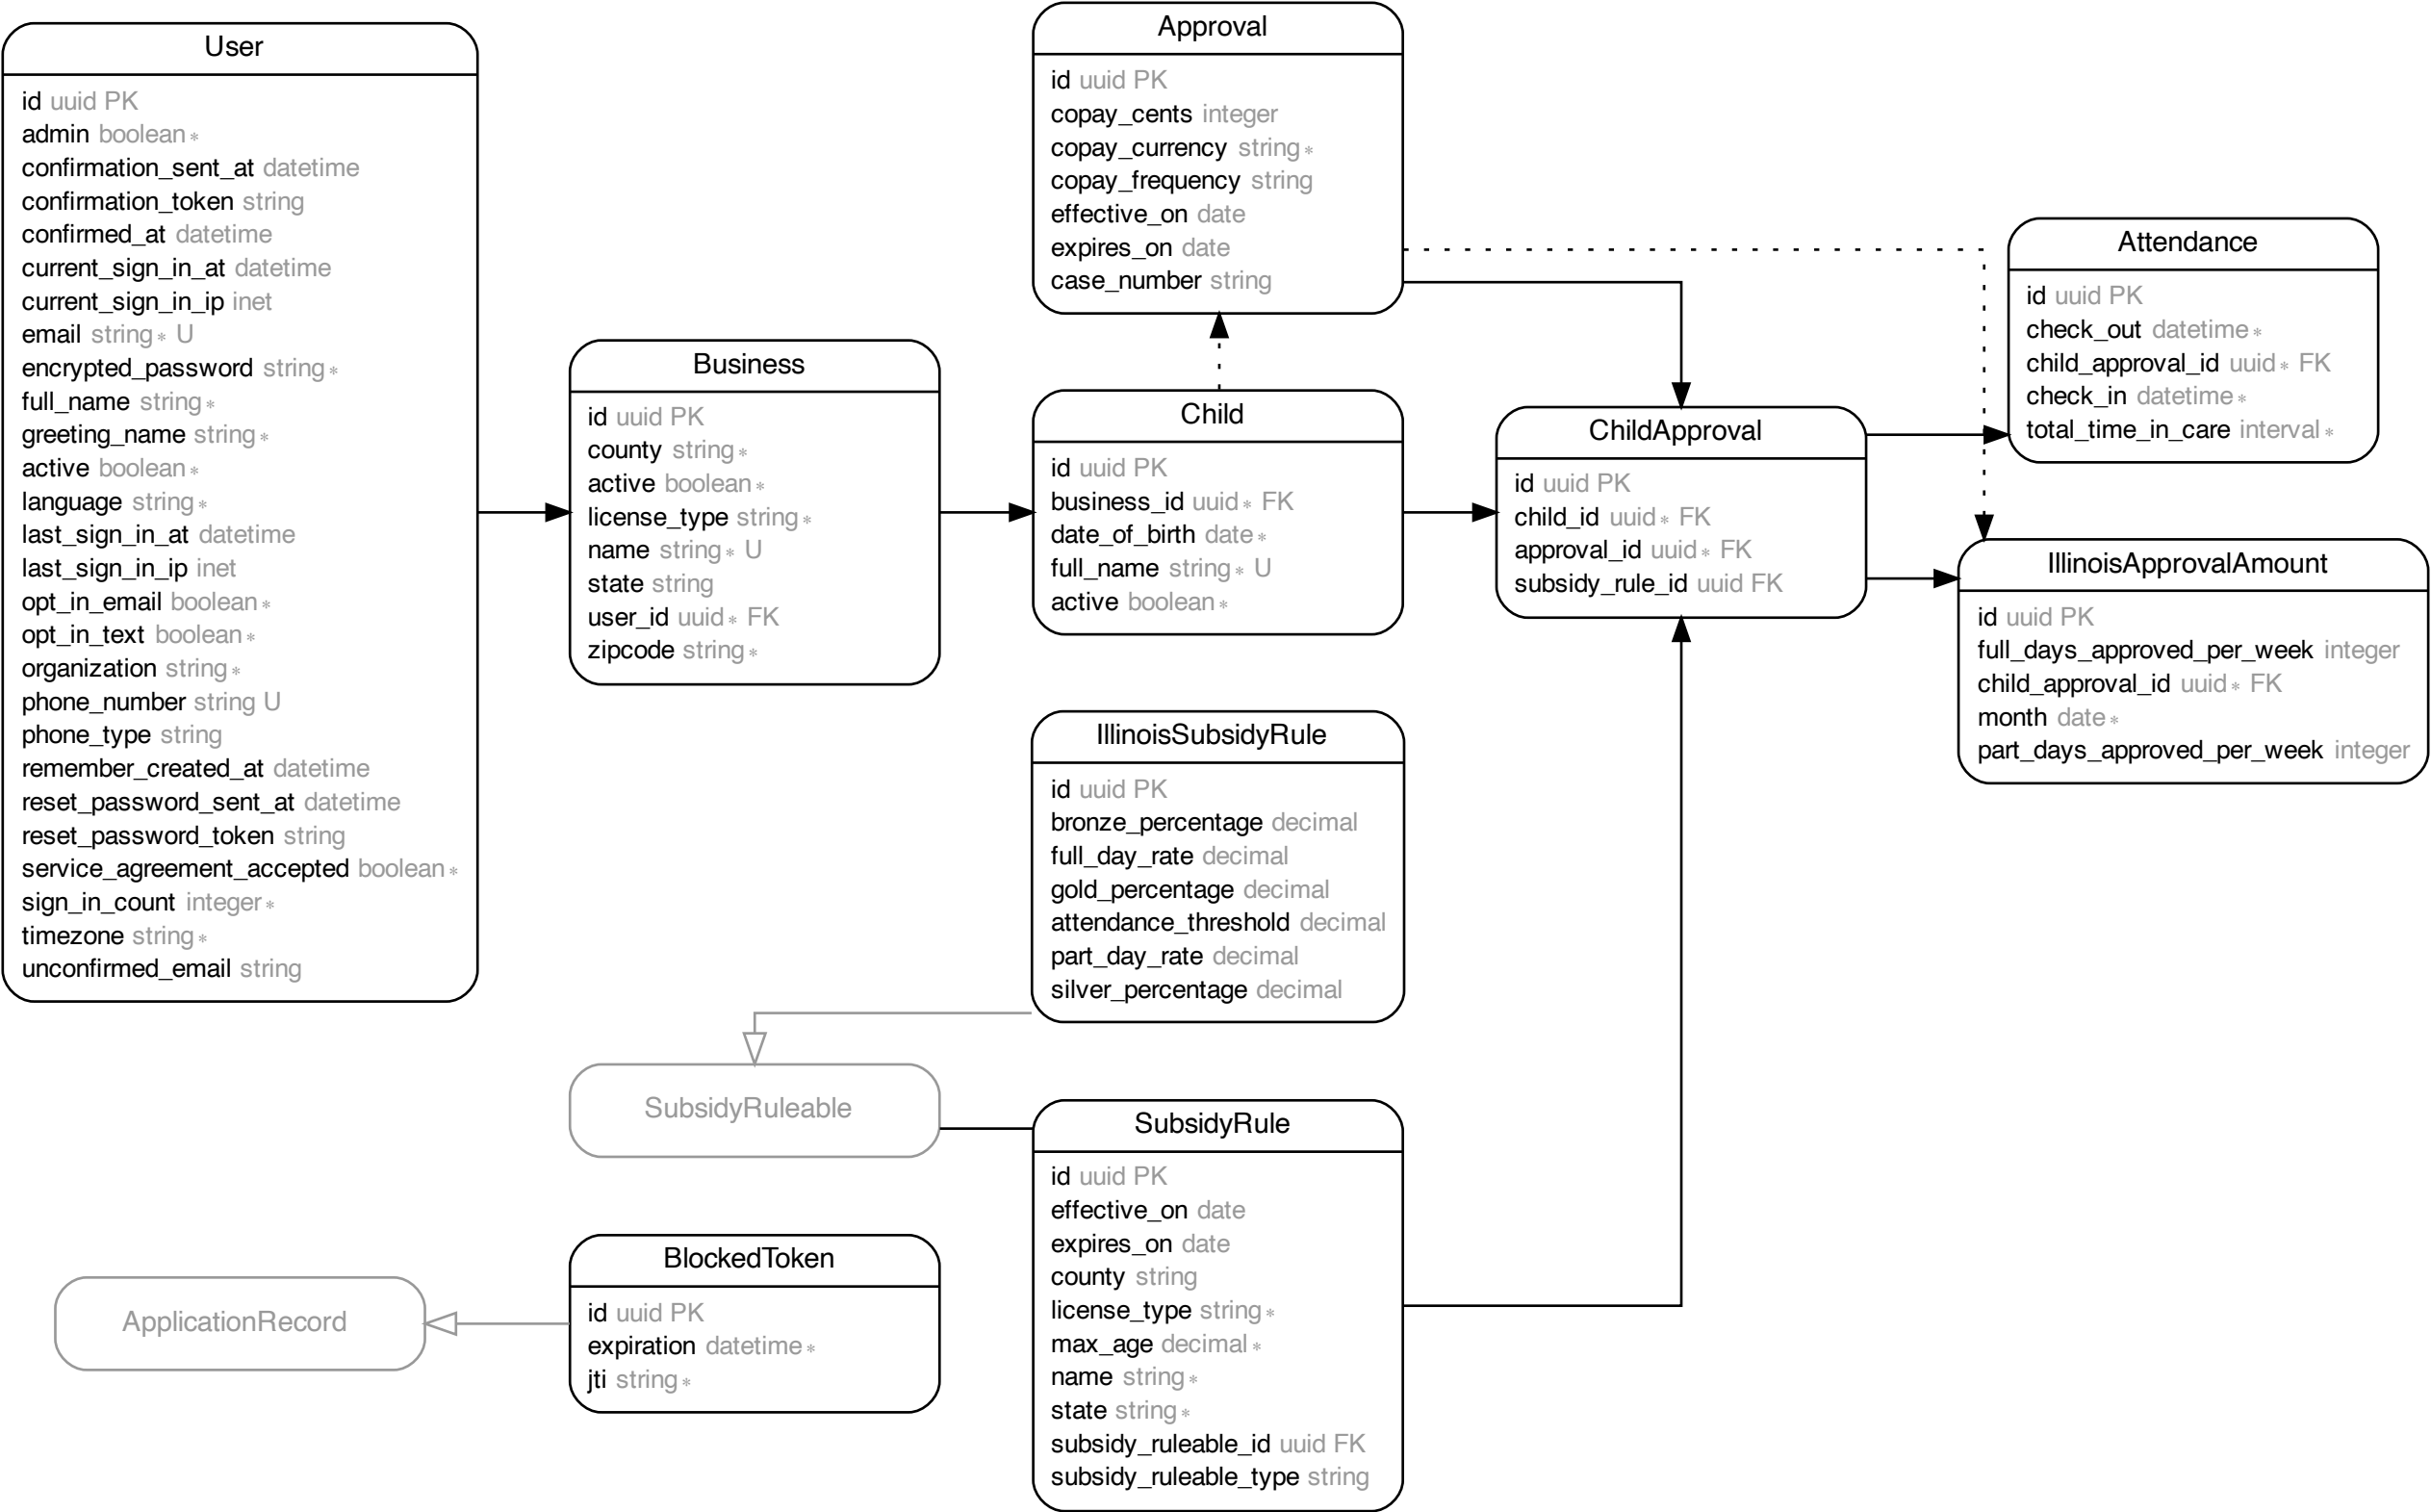 User
id uuid PK
admin boolean ∗
confirmation_sent_at datetime
confirmation_token string
confirmed_at datetime
current_sign_in_at datetime
current_sign_in_ip inet
email string ∗ U
encrypted_password string ∗
full_name string ∗
greeting_name string ∗
active boolean ∗
language string ∗
last_sign_in_at datetime
last_sign_in_ip inet
opt_in_email boolean ∗
opt_in_text boolean ∗
organization string ∗
phone_number string U
phone_type string
remember_created_at datetime
reset_password_sent_at datetime
reset_password_token string
service_agreement_accepted boolean ∗
sign_in_count integer ∗
timezone string ∗
unconfirmed_email string
Business
id uuid PK
county string ∗
active boolean ∗
license_type string ∗
name string ∗ U
state string
user_id uuid ∗ FK
zipcode string ∗
Approval
id uuid PK
copay_cents integer
copay_currency string ∗
copay_frequency string
effective_on date
expires_on date
case_number string
Child
id uuid PK
business_id uuid ∗ FK
date_of_birth date ∗
full_name string ∗ U
active boolean ∗
ChildApproval
id uuid PK
child_id uuid ∗ FK
approval_id uuid ∗ FK
subsidy_rule_id uuid FK
Attendance
id uuid PK
check_out datetime ∗
child_approval_id uuid ∗ FK
check_in datetime ∗
total_time_in_care interval ∗
IllinoisApprovalAmount
id uuid PK
full_days_approved_per_week integer
child_approval_id uuid ∗ FK
month date ∗
part_days_approved_per_week integer
IllinoisSubsidyRule
id uuid PK
bronze_percentage decimal
full_day_rate decimal
gold_percentage decimal
attendance_threshold decimal
part_day_rate decimal
silver_percentage decimal
SubsidyRuleable
SubsidyRule
id uuid PK
effective_on date
expires_on date
county string
license_type string ∗
max_age decimal ∗
name string ∗
state string ∗
subsidy_ruleable_id uuid FK
subsidy_ruleable_type string
ApplicationRecord
BlockedToken
id uuid PK
expiration datetime ∗
jti string ∗